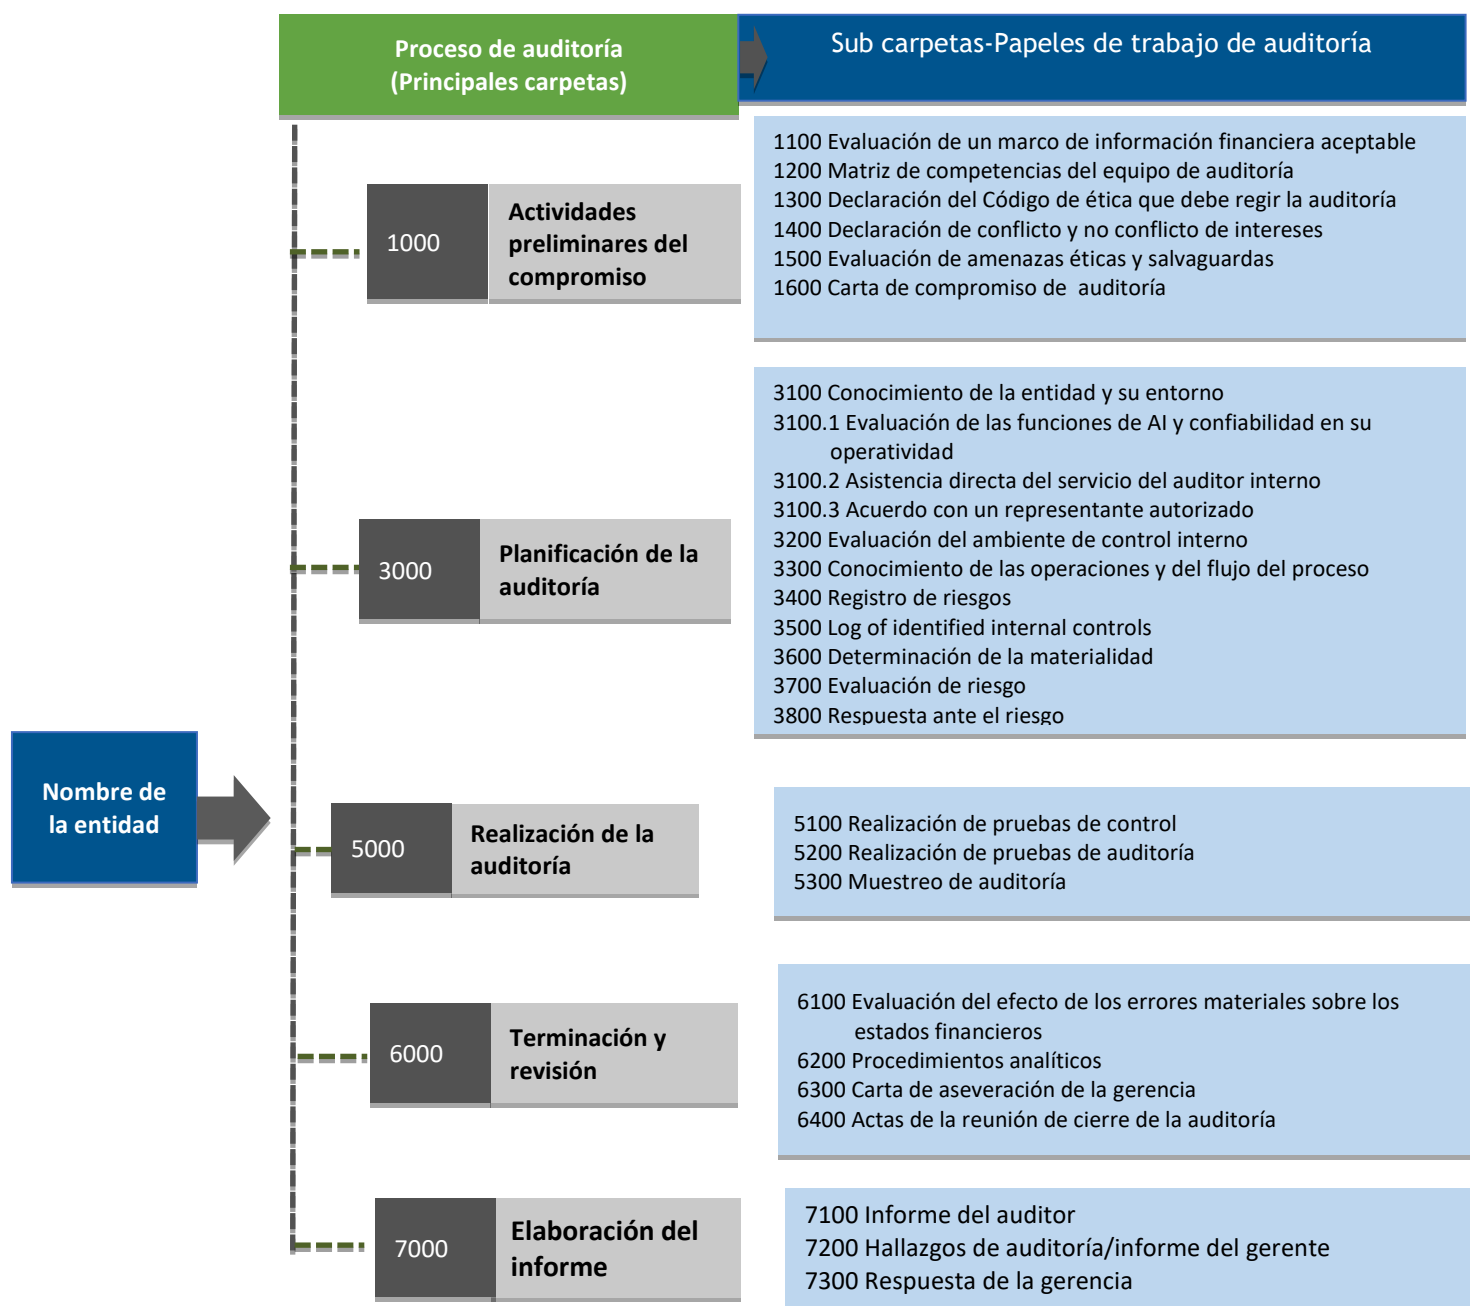 Proceso de auditoría
(Principales carpetas)
Sub carpetas-Papeles de trabajo de auditoría
1000
Actividades
preliminares del
compromiso
1100 Evaluación de un marco de información financiera aceptable
1200 Matriz de competencias del equipo de auditoría
1300 Declaración del Código de ética que debe regir la auditoría
1400 Declaración de conflicto y no conflicto de intereses
1500 Evaluación de amenazas éticas y salvaguardas
1600 Carta de compromiso de auditoría
3000
Planificación de la
auditoría
3100 Conocimiento de la entidad y su entorno
3100.1 Evaluación de las funciones de AI y confiabilidad en su
operatividad
3100.2 Asistencia directa del servicio del auditor interno
3100.3 Acuerdo con un representante autorizado
3200 Evaluación del ambiente de control interno
3300 Conocimiento de las operaciones y del flujo del proceso
3400 Registro de riesgos
3500 Log of identified internal controls
3600 Determinación de la materialidad
3700 Evaluación de riesgo
3800 Respuesta ante el riesgo
Nombre de
la entidad
5000
Realización de la
auditoría
5100 Realización de pruebas de control
5200 Realización de pruebas de auditoría
5300 Muestreo de auditoría
6000
Terminación y
revisión
6100 Evaluación del efecto de los errores materiales sobre los
estados financieros
6200 Procedimientos analíticos
6300 Carta de aseveración de la gerencia
6400 Actas de la reunión de cierre de la auditoría
7000
Elaboración del
informe
7100 Informe del auditor
7200 Hallazgos de auditoría/informe del gerente
7300 Respuesta de la gerencia